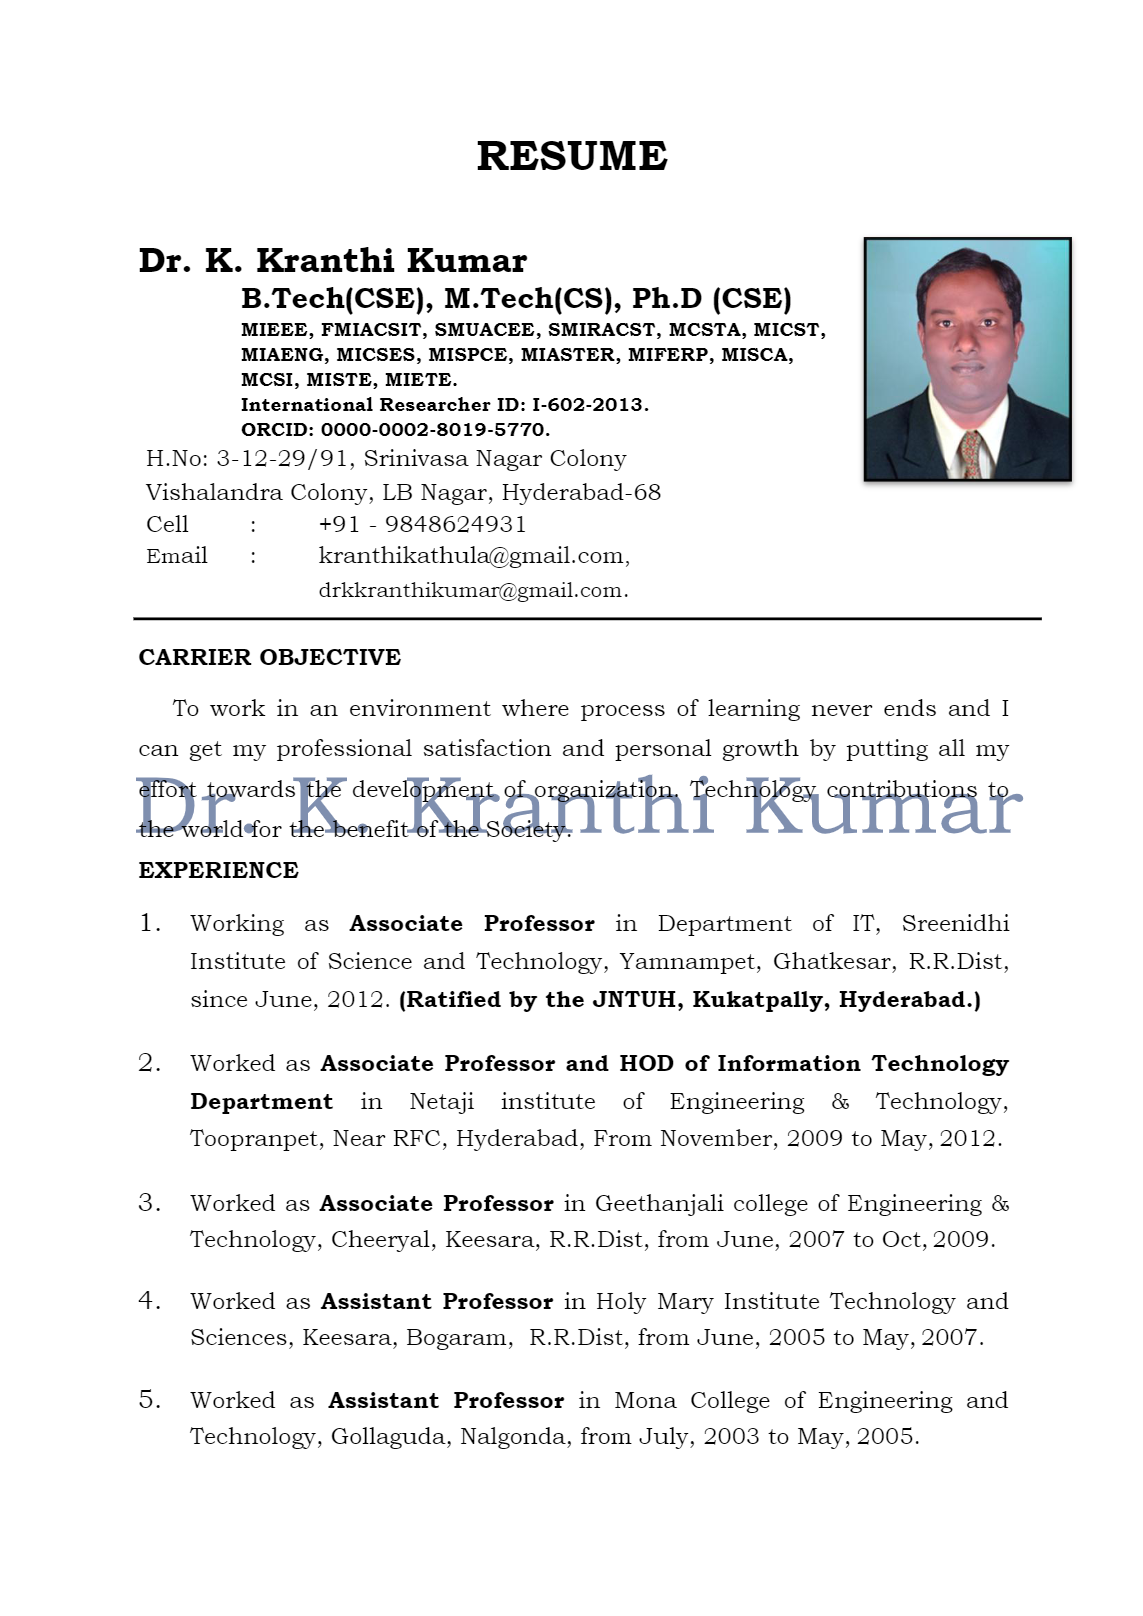 RESUME
Dr. K. Kranthi Kumar
B.Tech(CSE), M.Tech(CS), Ph.D (CSE)
MIEEE, FMIACSIT, SMUACEE, SMIRACST, MCSTA, MICST,
MIAENG, MICSES, MISPCE, MIASTER, MIFERP, MISCA,
MCSI, MISTE, MIETE.
International Researcher ID: I-602-2013.
ORCID: 0000-0002-8019-5770.
H.No: 3-12-29/91, Srinivasa Nagar Colony
Vishalandra Colony, LB Nagar, Hyderabad-68
Cell : +91 - 9848624931
Email : kranthikathula@gmail.com,
drkkranthikumar@gmail.com.
CARRIER OBJECTIVE
To work in an environment where process of learning never ends and I
can get my professional satisfaction and personal growth by putting all my
effort towards the development of organization. Technology contributions to
Dr. K. Kranthi Kumar
the world for the benefit of the Society.
EXPERIENCE
1. Working as Associate Professor in Department of IT, Sreenidhi
Institute of Science and Technology, Yamnampet, Ghatkesar, R.R.Dist,
since June, 2012. (Ratified by the JNTUH, Kukatpally, Hyderabad.)
2. Worked as Associate Professor and HOD of Information Technology
Department in Netaji institute of Engineering & Technology,
Toopranpet, Near RFC, Hyderabad, From November, 2009 to May, 2012.
3. Worked as Associate Professor in Geethanjali college of Engineering &
Technology, Cheeryal, Keesara, R.R.Dist, from June, 2007 to Oct, 2009.
4. Worked as Assistant Professor in Holy Mary Institute Technology and
Sciences, Keesara, Bogaram, R.R.Dist, from June, 2005 to May, 2007.
5. Worked as Assistant Professor in Mona College of Engineering and
Technology, Gollaguda, Nalgonda, from July, 2003 to May, 2005.